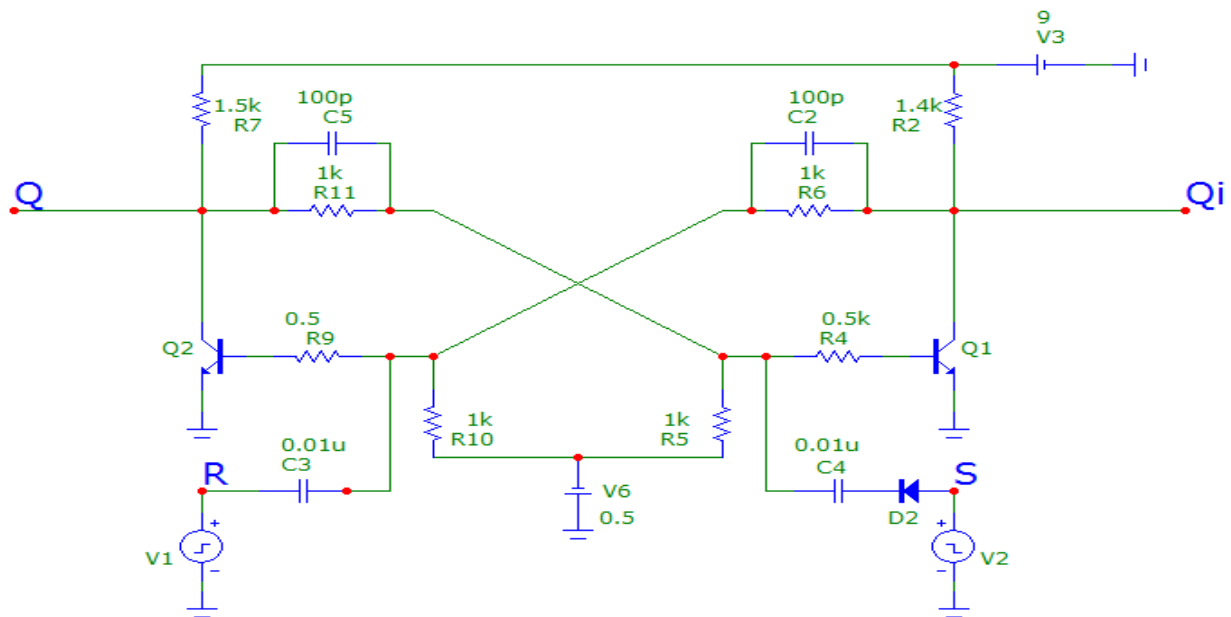 9
V3
1.5k
R7
100p
C5
100p
C2
1.4k
R2
1k
R11
1k
R6
Q
Qi
0.5
R9
0.5k
R4
Q2
Q1
1k
R10
1k
R5
0.01u
C3
0.01u
C4
R
S
V6
0.5
D2
+
V1
-
+
V2
-